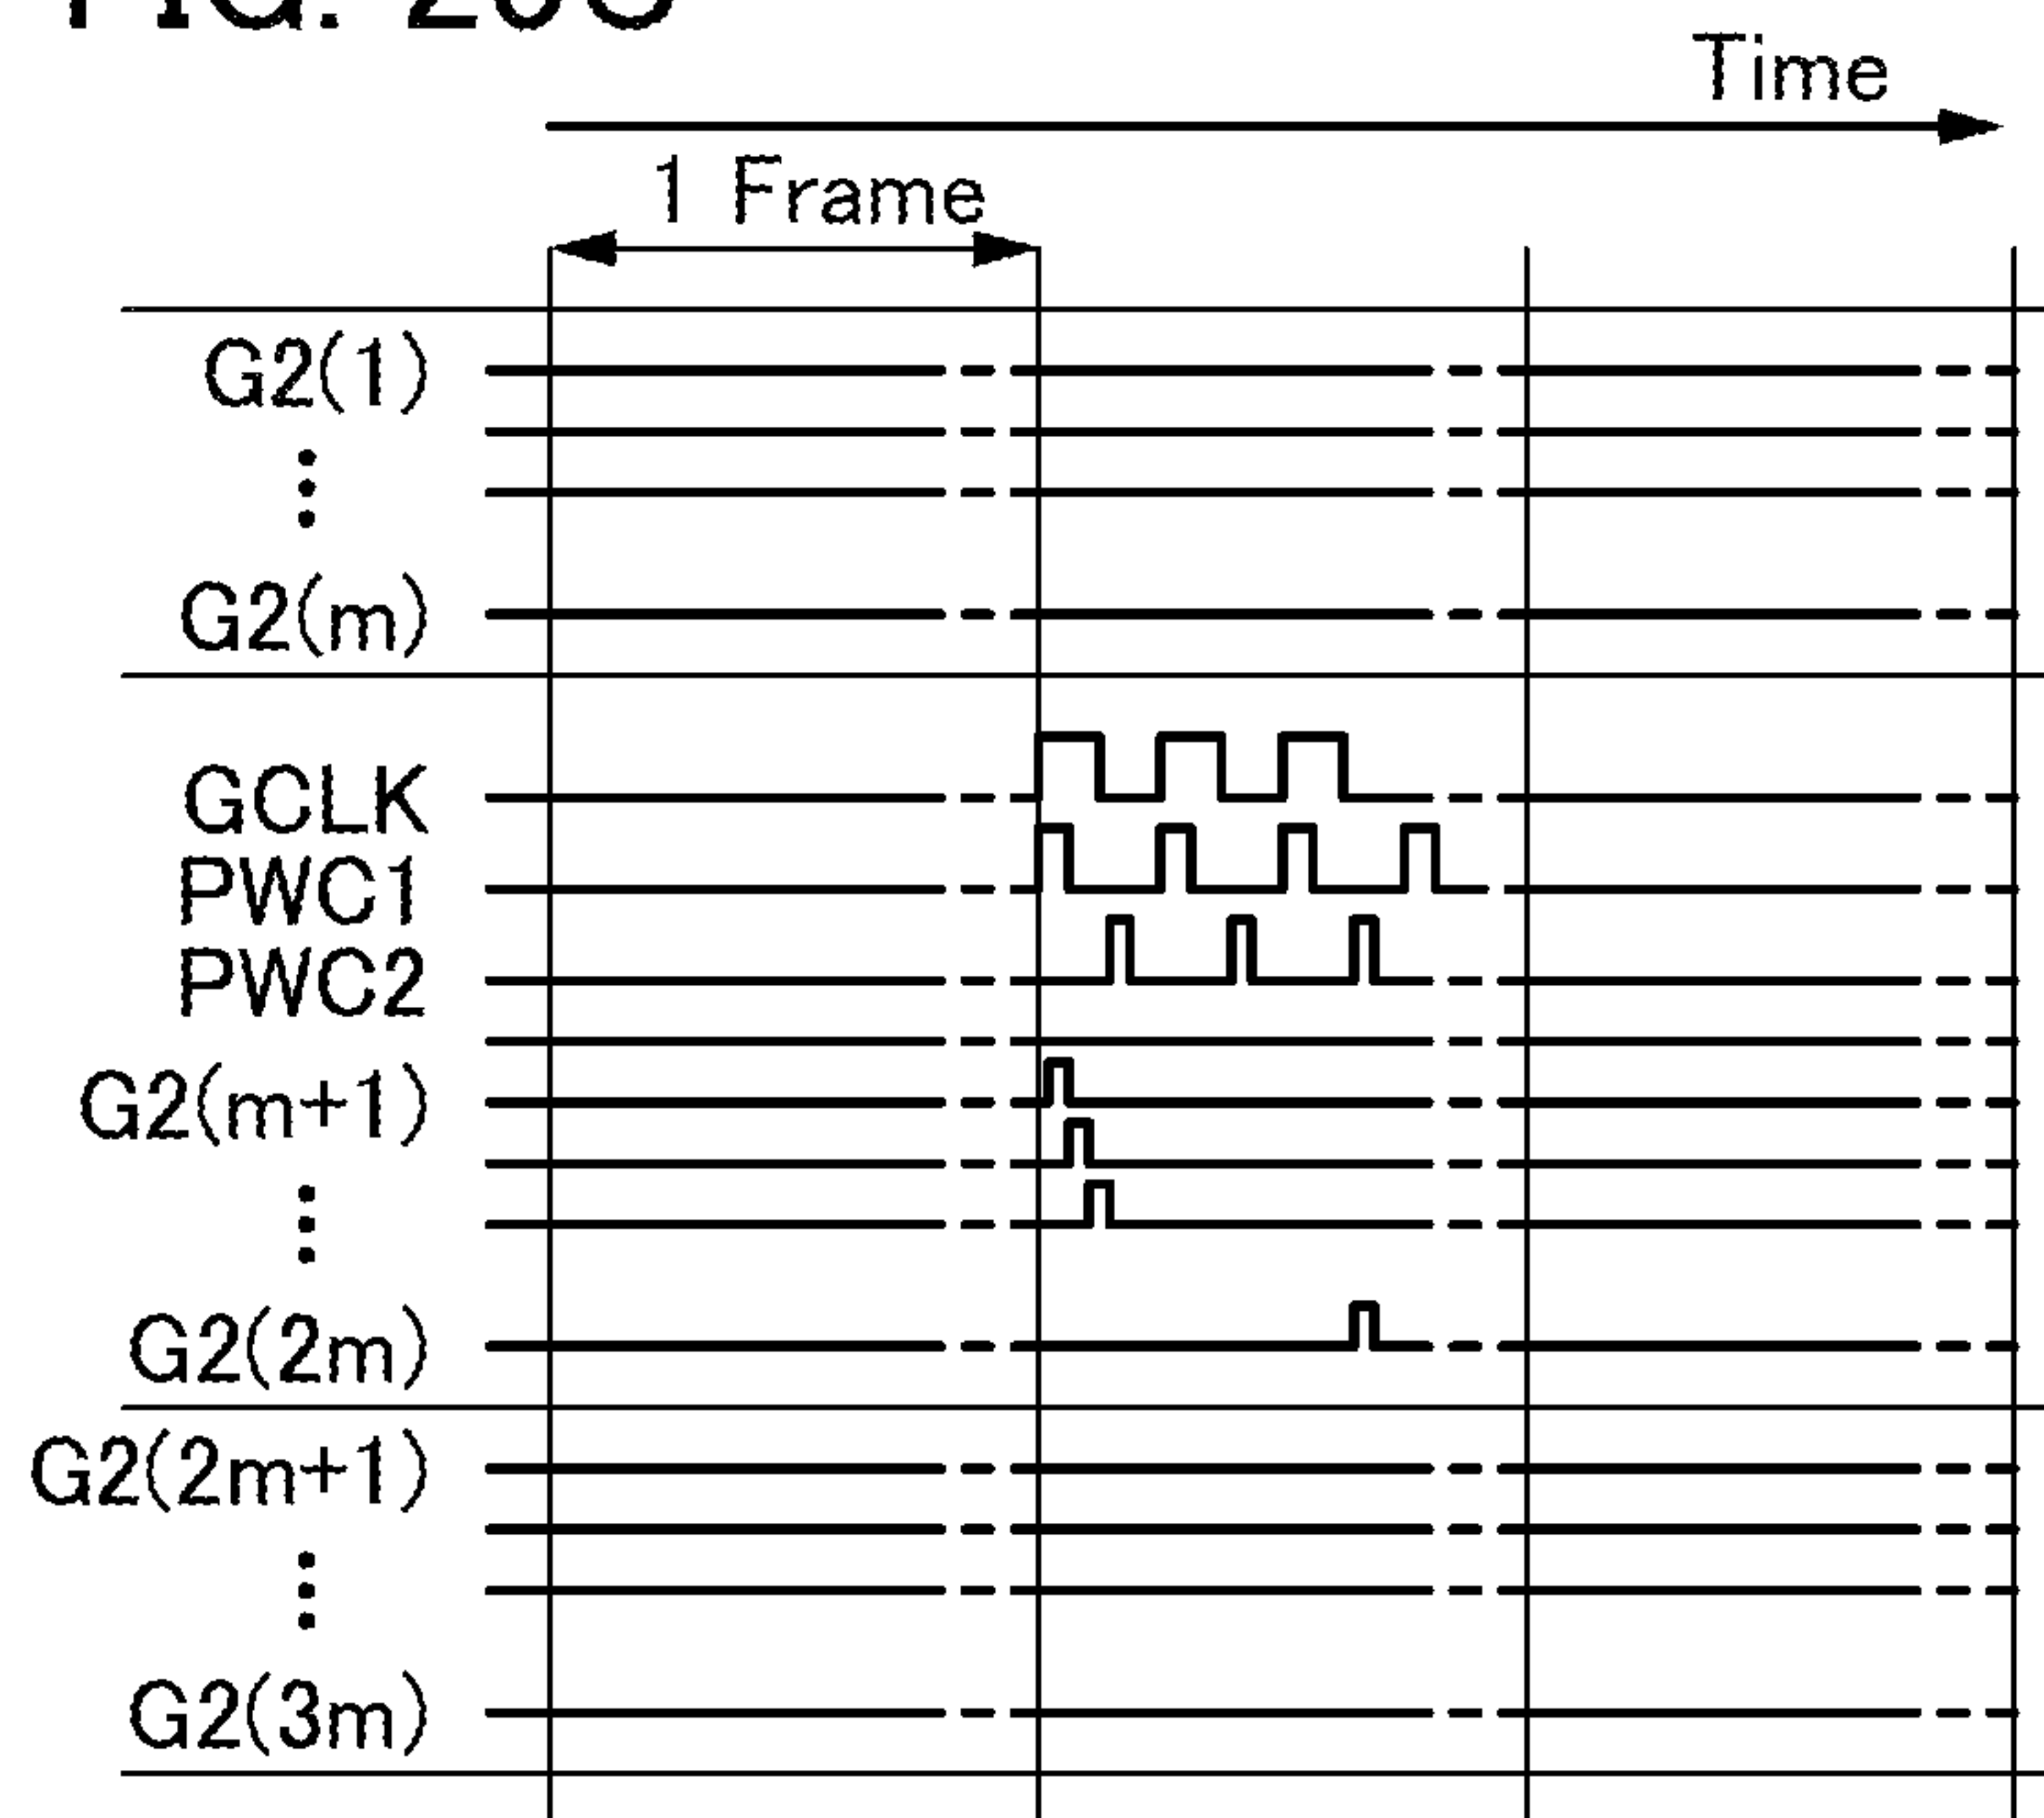 Time
1 Frame
G2(1)
G2(m)
GCLK
PWC1
PWC2
G2(m+1)
G2(2m)
G2(2m+1)
G2(3m)